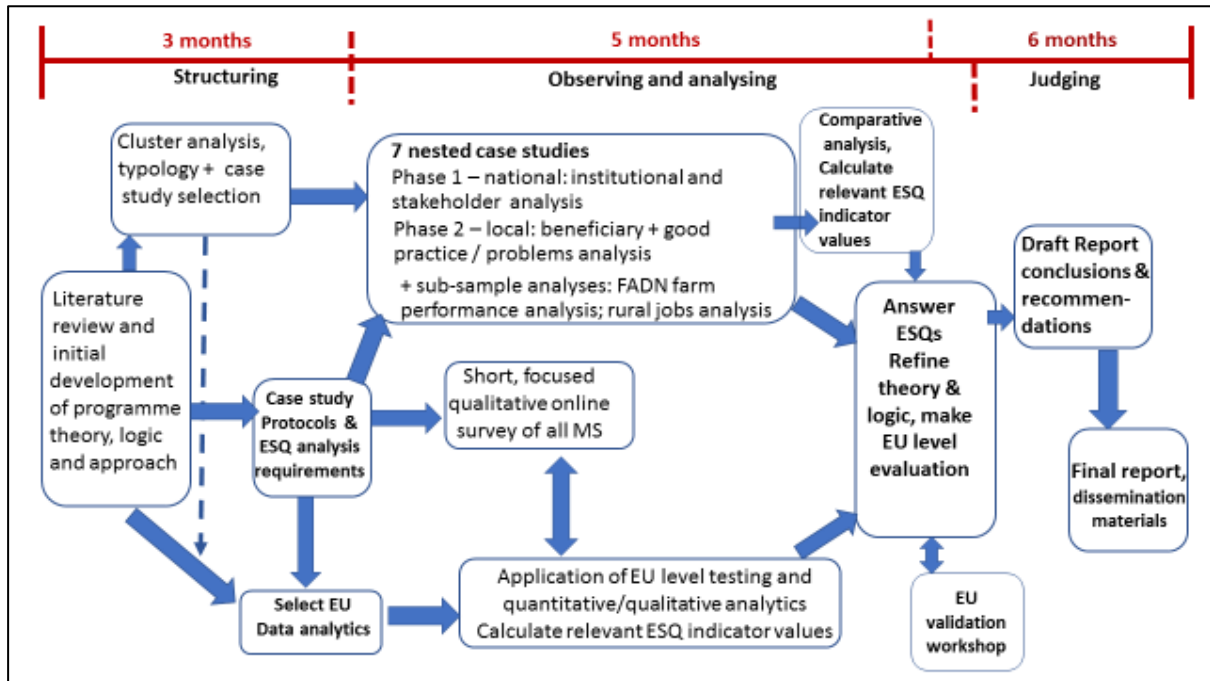 3 months
5 months
6 months
Structuring
Observing and analysing
Judging
Cluster analysis,
typology + case
study selection
7 nested case studies
Phase 1 – national: institutional and
stakeholder analysis
Phase 2 – local: beneficiary + good
practice / problems analysis
+ sub-sample analyses: FADN farm
performance analysis; rural jobs analysis
Comparative
analysis,
Calculate
relevant ESQ
indicator
values
Literature
review and
initial
development
of programme
theory, logic
and approach
Case study
Protocols &
ESQ analysis
requirements
Short, focused
qualitative online
survey of all MS
Answer
ESQs
Refine
theory &
logic, make
EU level
evaluation
Draft Report
conclusions &
recommen-
dations
Final report,
dissemination
materials
Select EU
Data analytics
Application of EU level testing and
quantitative/qualitative analytics
Calculate relevant ESQ indicator values
EU
validation
workshop